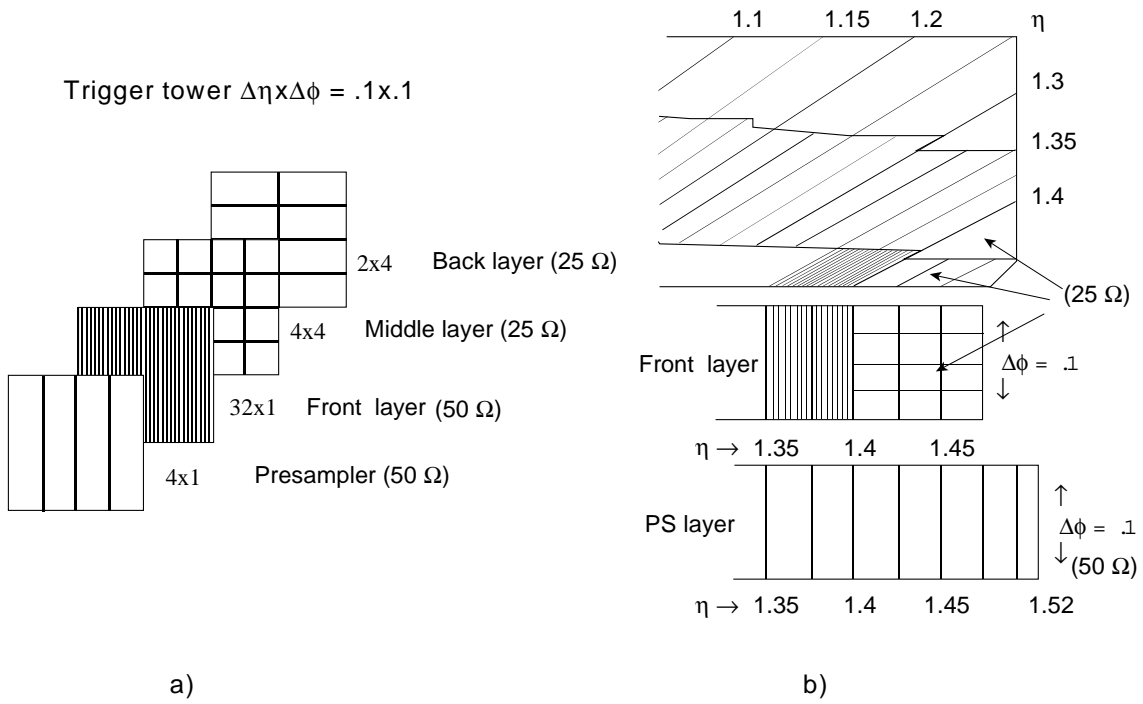 Trigger tower ΔηxΔϕ = .1x.1
2x4 Back layer (25 Ω)
4x4 Middle layer (25 Ω)
32x1 Front layer (50 Ω)
4x1 Presampler (50 Ω)
a)
1.1 1.15 1.2 η
1.3
1.35
1.4
(25 Ω)
Front layer
↑
Δϕ = .1
↓
η → 1.35 1.4 1.45
PS layer
↑
Δϕ = .1
↓ (50 Ω)
η → 1.35 1.4 1.45 1.52
b)